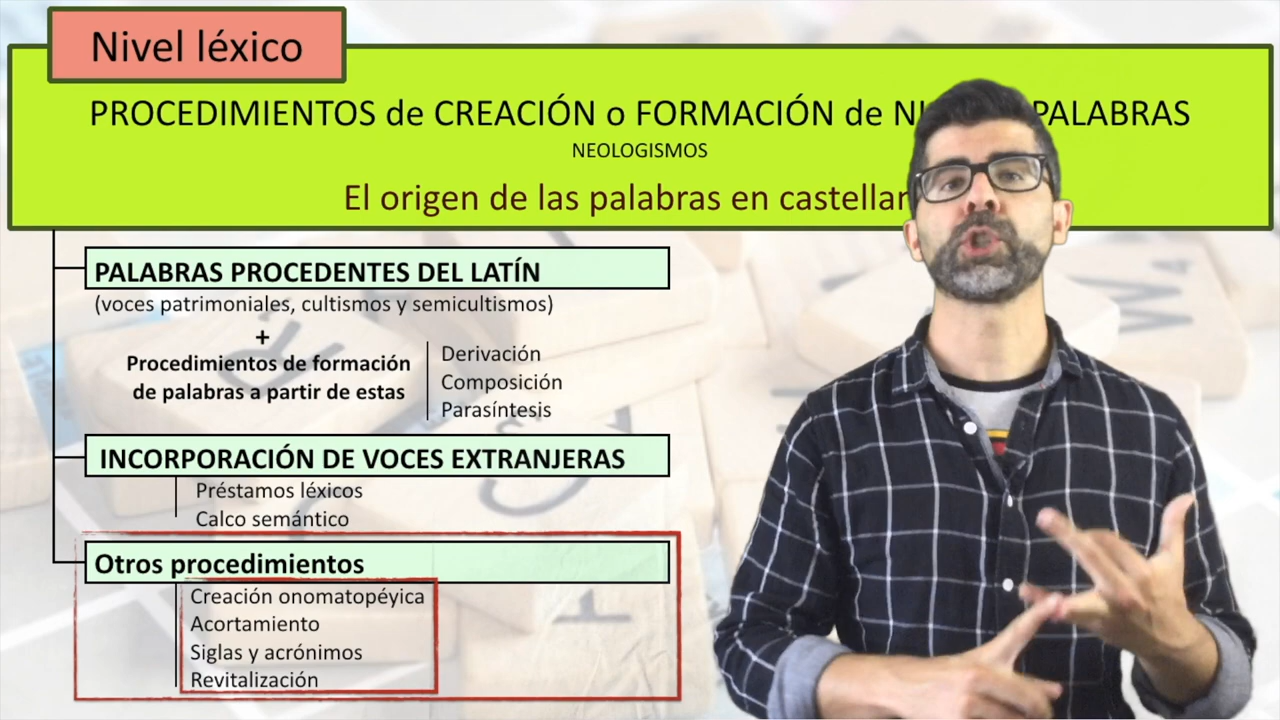 Nivel léxico
PROCEDIMIENTOS de CREACIÓN o FORMACIÓN de PALABRAS
NEOLOGISMOS
El origen de las palabras en
PALABRAS PROCEDENTES DEL LATÍN
(voces patrimoniales, cultismos y semicultismos)
+
Procedimientos de formación
de palabras a partir de estas
Derivación
Composición
Parasíntesis
INCORPORACIÓN DE VOCES EXTRANJERAS
Préstamos léxicos
Calco semántico
Otros procedimientos
Creación onomatopéyica
Acortamiento
Siglas y acrónimos
Revitalización